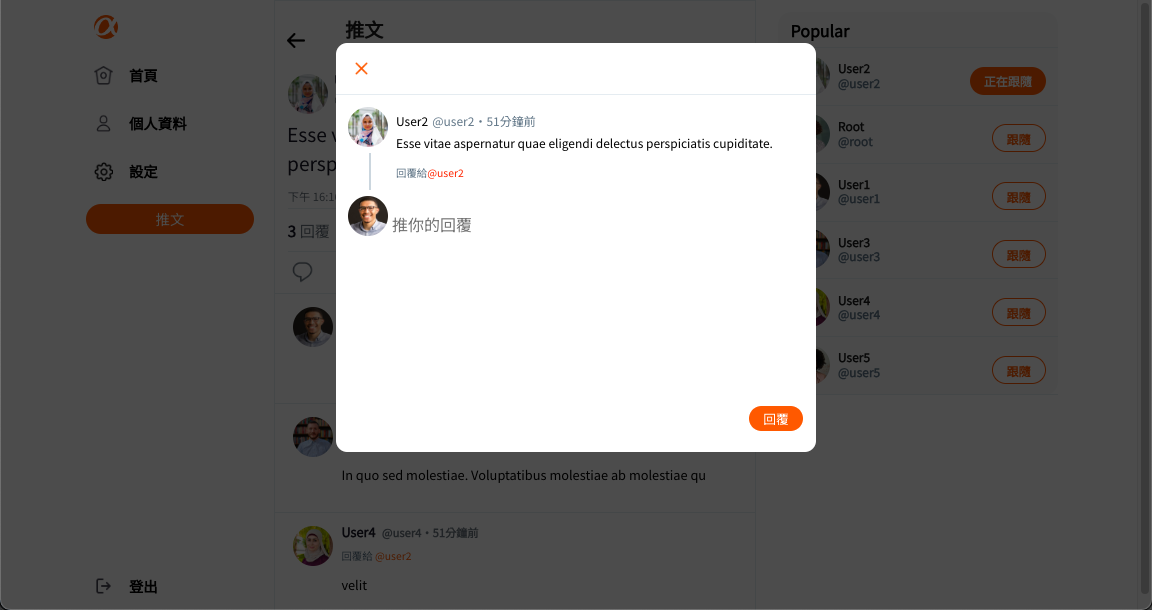 首頁
個人資料
設定
推文
登出
推文
Esse v
persp
下午 16:1
3 回覆
User2 @user2・51分鐘前
Esse vitae aspernatur quae eligendi delectus perspiciatis cupiditate.
回覆給@user2
推你的回覆
回覆
In quo sed molestiae. Voluptatibus molestiae ab molestiae qu
User4 @user4・51分鐘前
回覆給 @user2
velit
Popular
User2
@user2
正在跟隨
Root
@root
跟隨
User1
@user1
跟隨
User3
@user3
跟隨
User4
@user4
跟隨
User5
@user5
跟隨